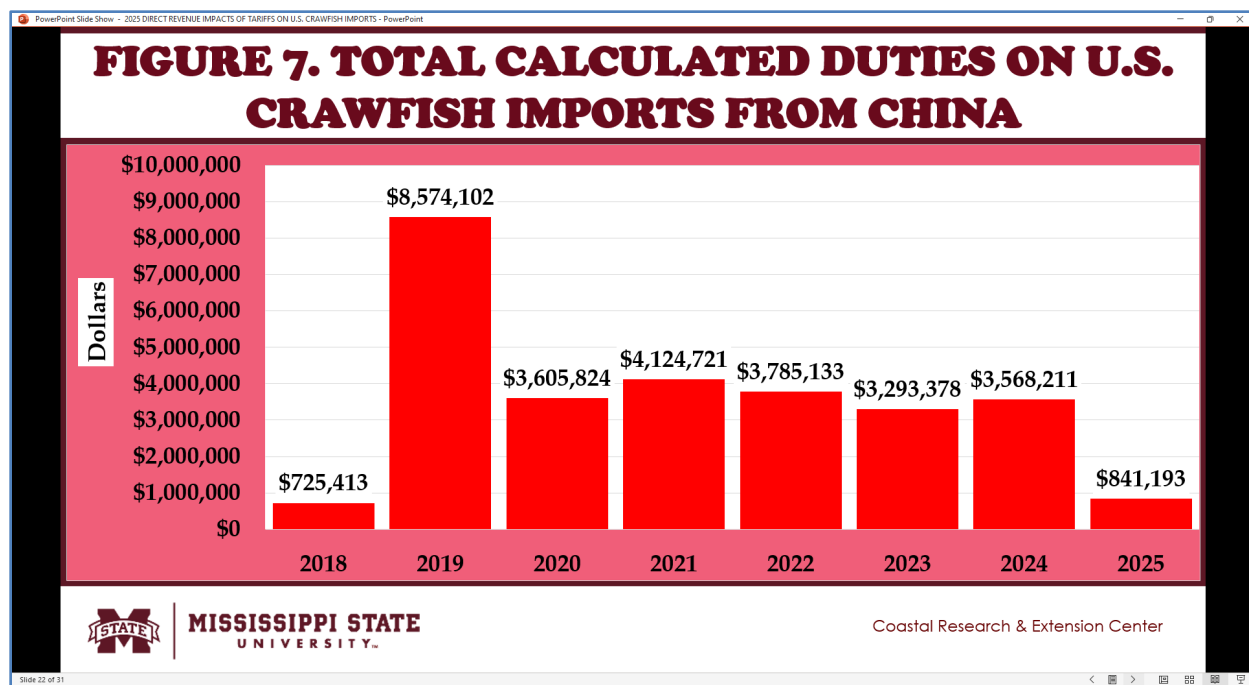 PowerPoint Slide Show - 2025 DIRECT REVENUE IMPACTS OF TARIFFS ON U.S. CRAWFISH IMPORTS - PowerPoint
FIGURE 7. TOTAL CALCULATED DUTIES ON U.S.
CRAWFISH IMPORTS FROM CHINA
Dollars
$10,000,000
$9,000,000
$8,000,000
$7,000,000
$6,000,000
$5,000,000
$4,000,000
$3,000,000
$2,000,000
$1,000,000
$0
$725,413
$8,574,102
$3,605,824
$4,124,721
$3,785,133
$3,293,378
$3,568,211
$841,193
2018 2019 2020 2021 2022 2023 2024 2025
STATE
MISSISSIPPI STATE
UNIVERSITY™
Coastal Research & Extension Center
Slide 22 of 31